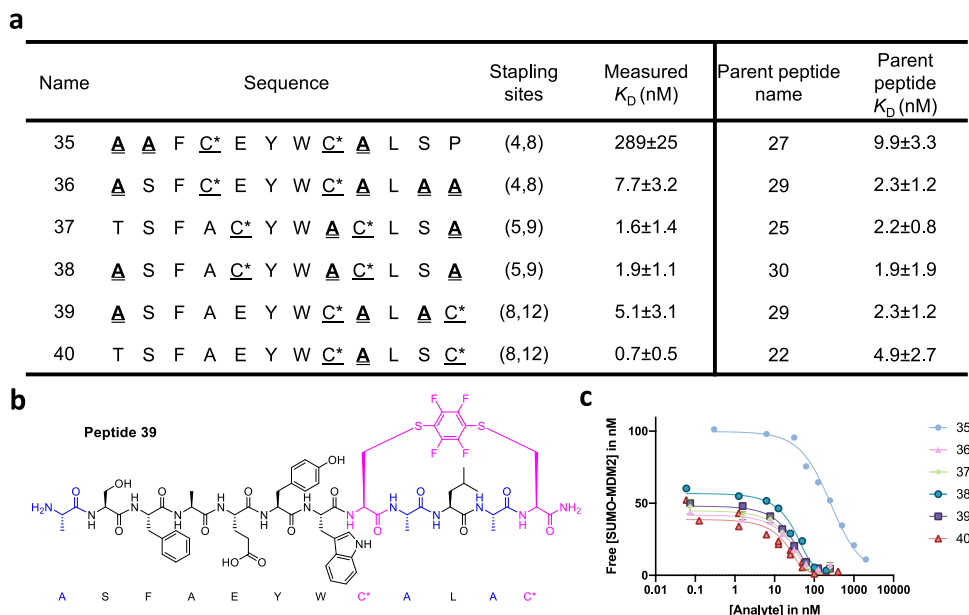 a
Name Sequence Stapling sites Measured K_D (nM) Parent peptide name Parent peptide K_D (nM)
35 A A F C* E Y W C* A L S P (4,8) 289±25 27 9.9±3.3
36 A S F C* E Y W C* A L A A (4,8) 7.7±3.2 29 2.3±1.2
37 T S F A C* Y W A C* L S A (5,9) 1.6±1.4 25 2.2±0.8
38 A S F A C* Y W A C* L S A (5,9) 1.9±1.1 30 1.9±1.9
39 A S F A E Y W C* A L A C* (8,12) 5.1±3.1 29 2.3±1.2
40 T S F A E Y W C* A L S C* (8,12) 0.7±0.5 22 4.9±2.7
b
Peptide 39
F F
S S
F F
OH
OH
O O O O O O
H₂N N H N H N H N H N H N H N H N H N H N H N H NH₂
O O O O O O
HO O
NH
A S F A E Y W C* A L A C*
c
Free [SUMO-MDM2] in nM
100
50
0
0.01 0.1 1 10 100 1000 10000
[Analyte] in nM
35
36
37
38
39
40